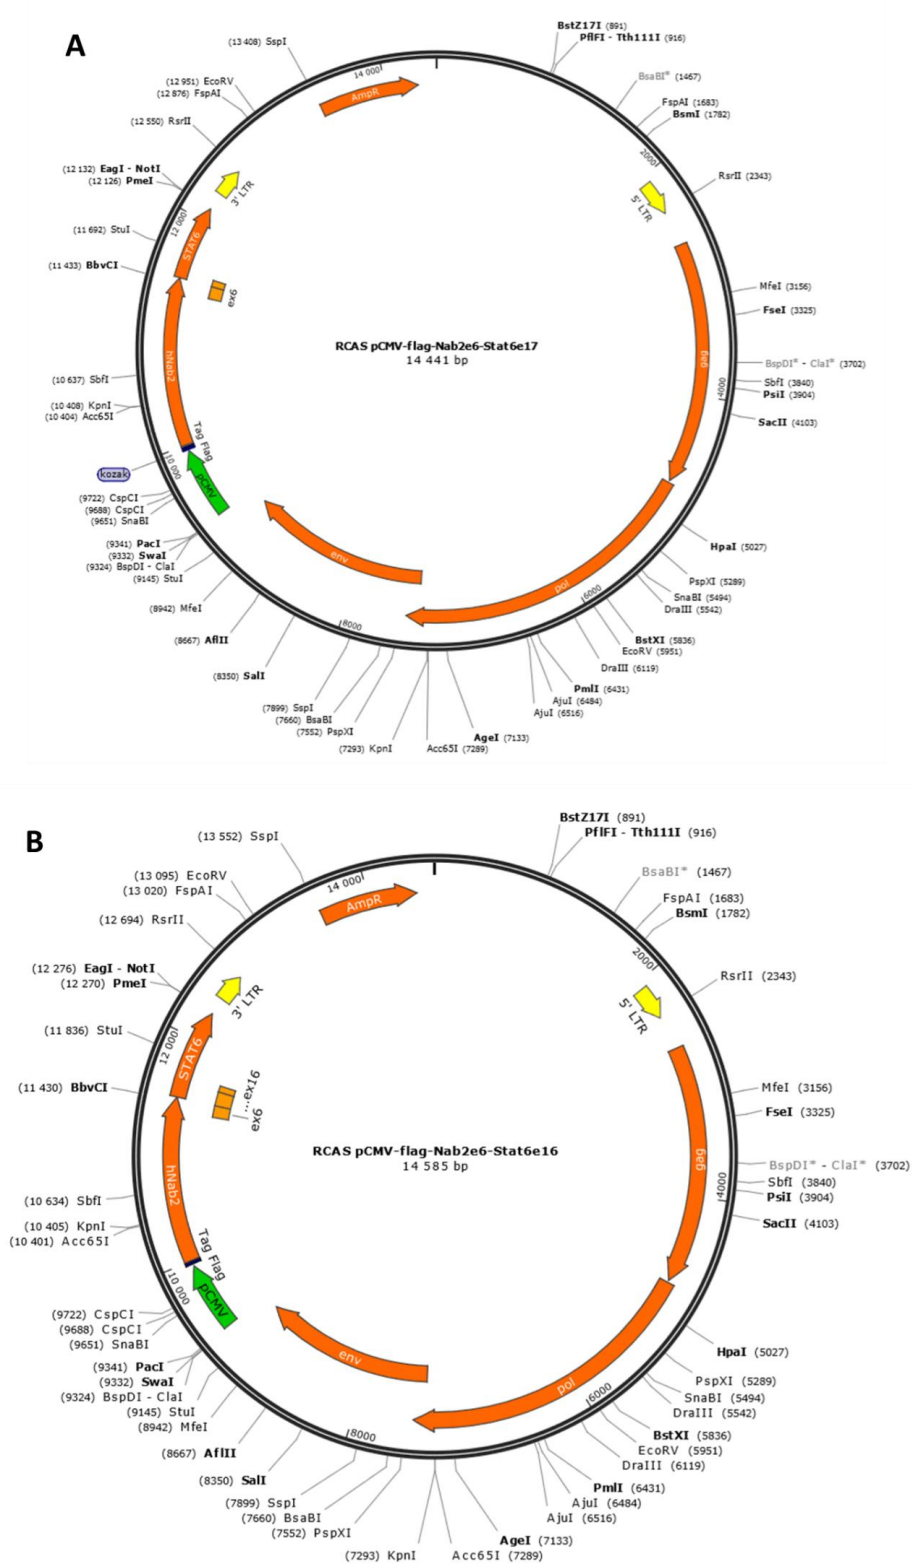 A
BstZ17I (891)
PflFI - Tth111I (916)
BsaBI* (1467)
FspAI (1683)
BsmI (1782)
2000
RsrII (2343)
5' LTR
MfeI (3156)
FseI (3325)
gag
BspDI* - ClaI* (3702)
SbfI (3840)
PsiI (3904)
4000
SacII (4103)
HpaI (5027)
PspXI (5289)
SnaBI (5494)
DraIII (5542)
pol
6000
BstXI (5836)
EcoRV (5951)
DraIII (6119)
PmlI (6431)
AjuI (6484)
AjuI (6516)
AgeI (7133)
Acc65I (7289)
(7293) KpnI
(7552) PspXI
(7660) BsaBI
(7899) SspI
8000
env
(8350) SalI
(8667) AflII
(8942) MfeI
(9145) StuI
(9324) BspDI - ClaI
(9332) SwaI
(9341) PacI
(9651) SnaBI
(9688) CspCI
(9722) CspCI
kozak
pCMV
10 000
Tag Flag
(10 404) Acc65I
(10 408) KpnI
(10 637) SbfI
hNab2
ex6
(11 433) BbvCI
(11 692) StuI
STAT6
12 000
(12 126) PmeI
(12 132) EagI - NotI
3' LTR
(12 550) RsrII
(12 876) FspAI
(12 951) EcoRV
(13 408) SspI
14 000
AmpR
RCAS pCMV-flag-Nab2e6-Stat6e17
14 441 bp
B
BstZ17I (891)
PflFI - Tth111I (916)
BsaBI* (1467)
FspAI (1683)
BsmI (1782)
2000
RsrII (2343)
5' LTR
MfeI (3156)
FseI (3325)
gag
BspDI* - ClaI* (3702)
SbfI (3840)
PsiI (3904)
4000
SacII (4103)
HpaI (5027)
PspXI (5289)
SnaBI (5494)
DraIII (5542)
pol
6000
BstXI (5836)
EcoRV (5951)
DraIII (6119)
PmlI (6431)
AjuI (6484)
AjuI (6516)
AgeI (7133)
Acc65I (7289)
(7293) KpnI
(7552) PspXI
(7660) BsaBI
(7899) SspI
8000
env
(8350) SalI
(8667) AflII
(8942) MfeI
(9145) StuI
(9324) BspDI - ClaI
(9332) SwaI
(9341) PacI
(9651) SnaBI
(9688) CspCI
(9722) CspCI
pCMV
10 000
Tag Flag
(10 401) Acc65I
(10 405) KpnI
(10 634) SbfI
hNab2
ex6
...ex16
(11 430) BbvCI
(11 836) StuI
STAT6
12 000
(12 270) PmeI
(12 276) EagI - NotI
3' LTR
(12 694) RsrII
(13 020) FspAI
(13 095) EcoRV
(13 552) SspI
14 000
AmpR
RCAS pCMV-flag-Nab2e6-Stat6e16
14 585 bp